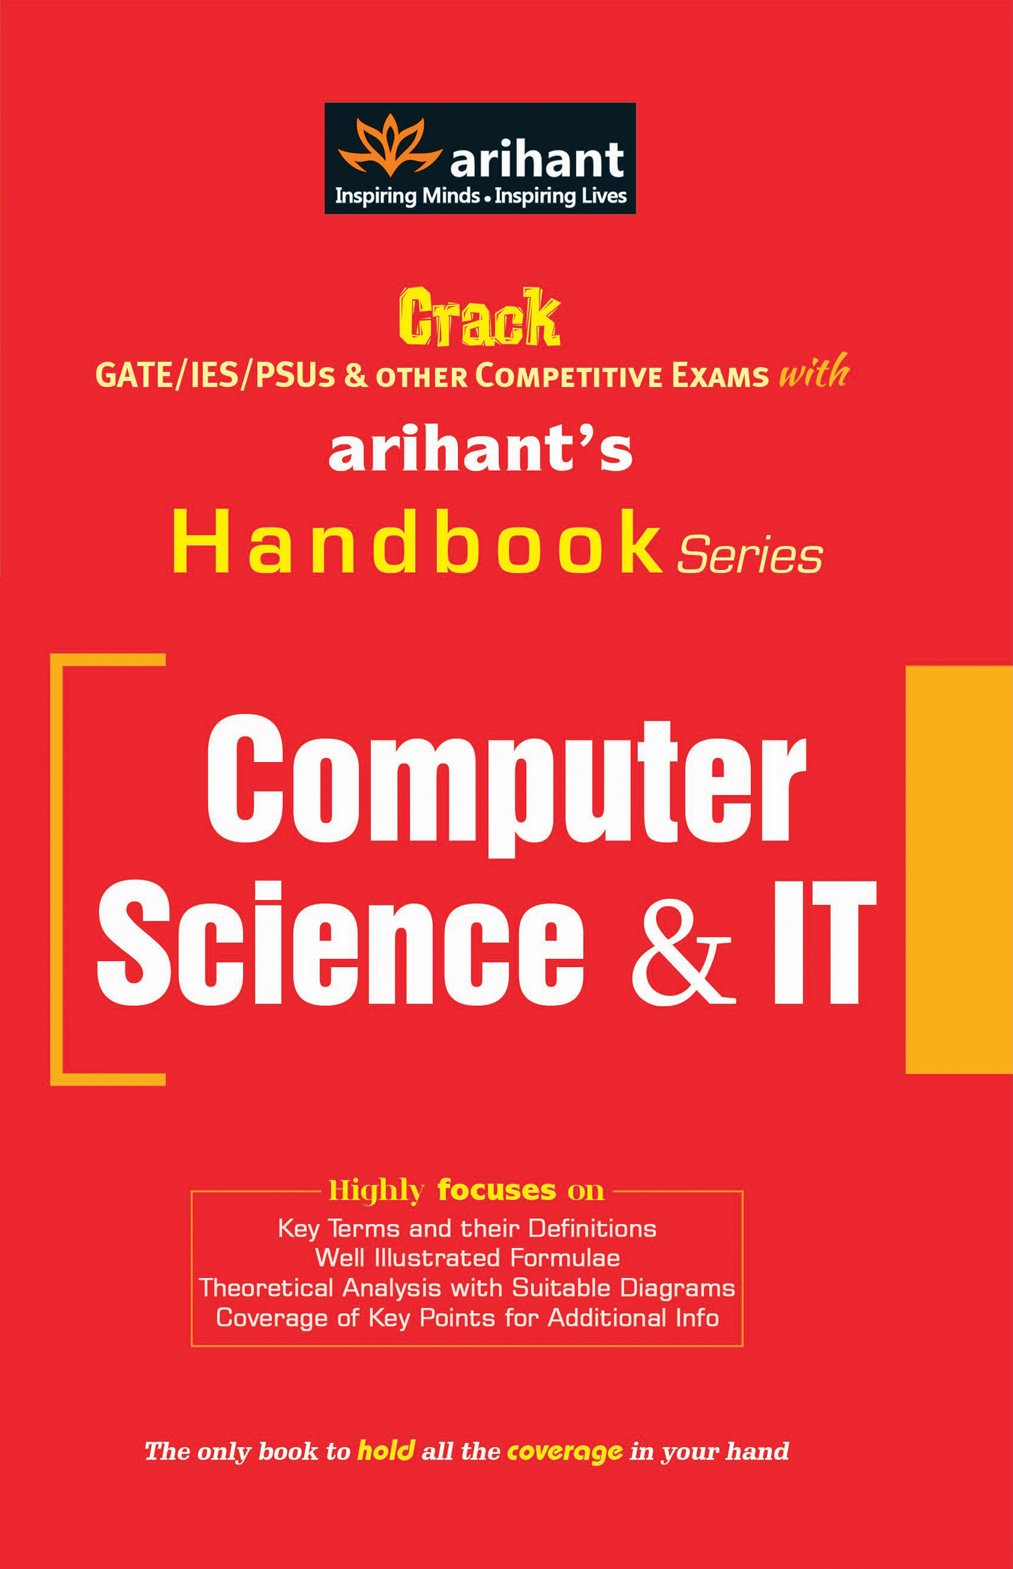 arihant
Inspiring Minds • Inspiring Lives
Crack
GATE/IES/PSUs & OTHER COMPETITIVE EXAMS with
arihant's
Handbook Series
Computer
Science & IT
Highly focuses on
Key Terms and their Definitions
Well Illustrated Formulae
Theoretical Analysis with Suitable Diagrams
Coverage of Key Points for Additional Info
The only book to hold all the coverage in your hand